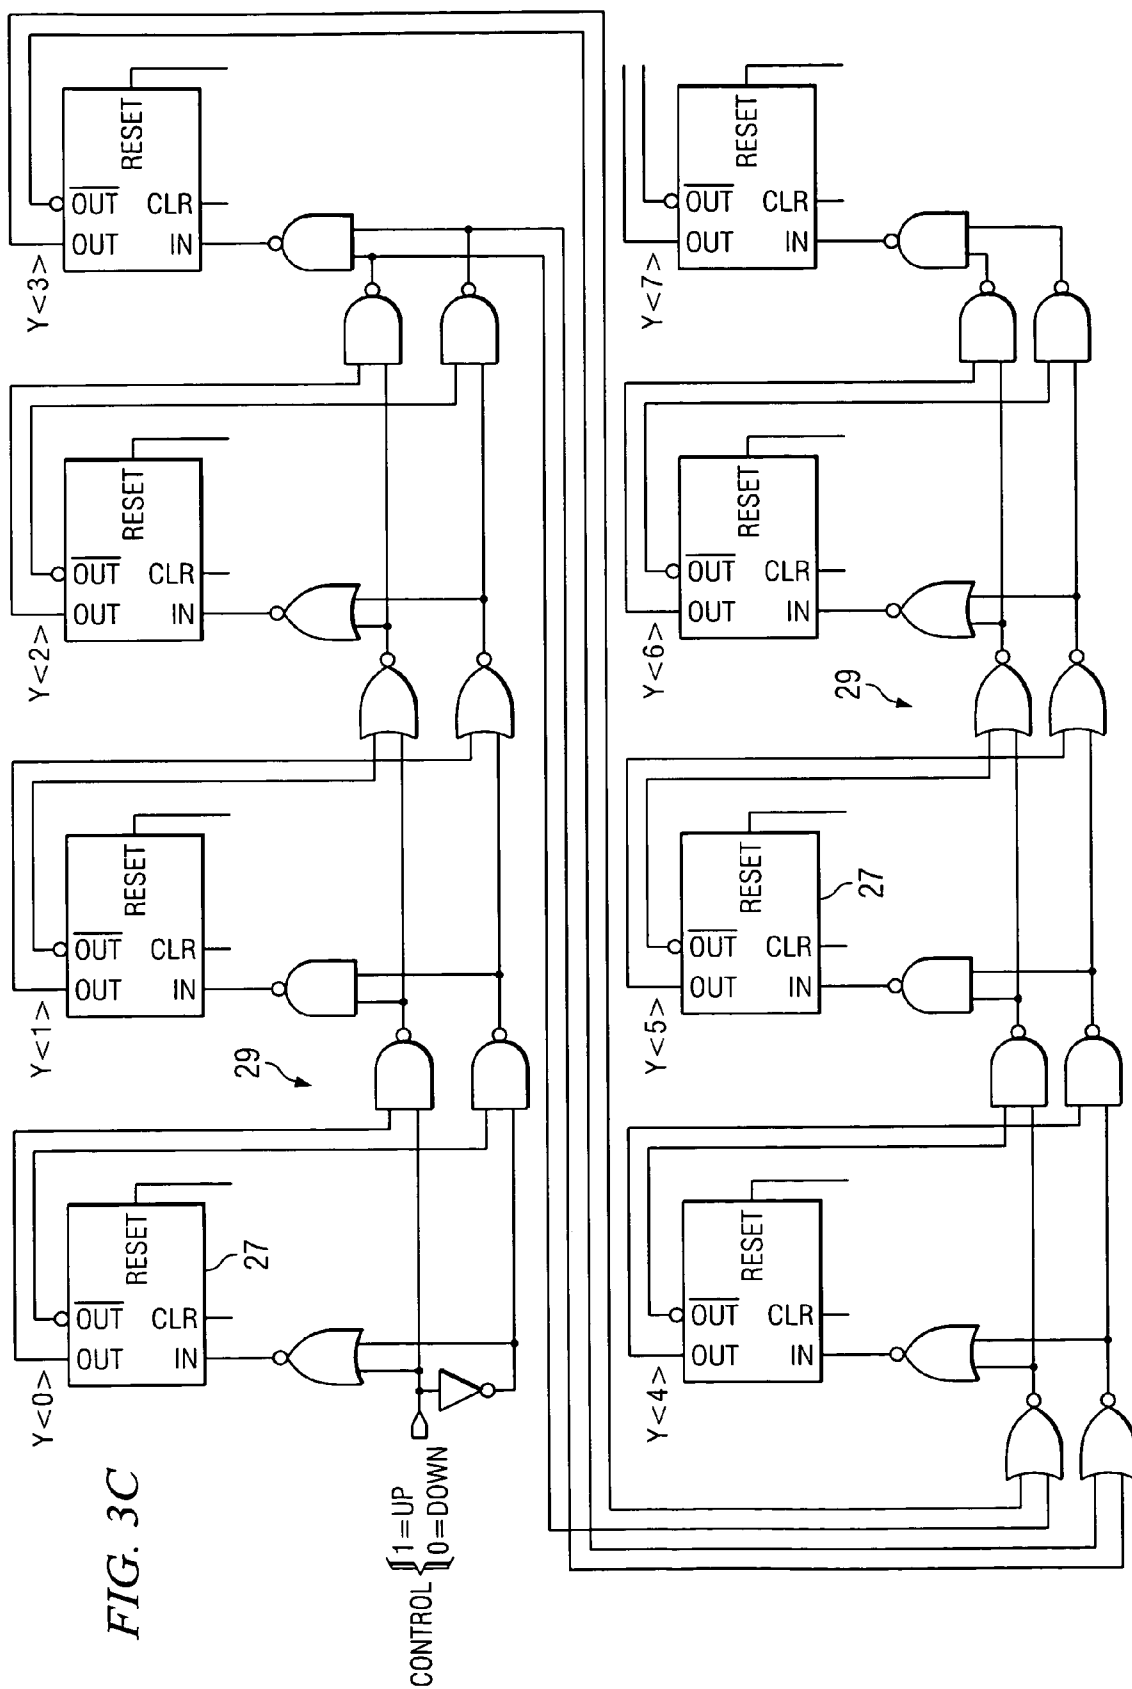 FIG. 3C
CONTROL { 1=UP
0=DOWN
Y<0>
OUT
OUT
RESET
IN
CLR
27
29
Y<1>
OUT
OUT
RESET
IN
CLR
Y<2>
OUT
OUT
RESET
IN
CLR
Y<3>
OUT
OUT
RESET
IN
CLR
Y<4>
OUT
OUT
RESET
IN
CLR
Y<5>
OUT
OUT
RESET
IN
CLR
27
29
Y<6>
OUT
OUT
RESET
IN
CLR
Y<7>
OUT
OUT
RESET
IN
CLR